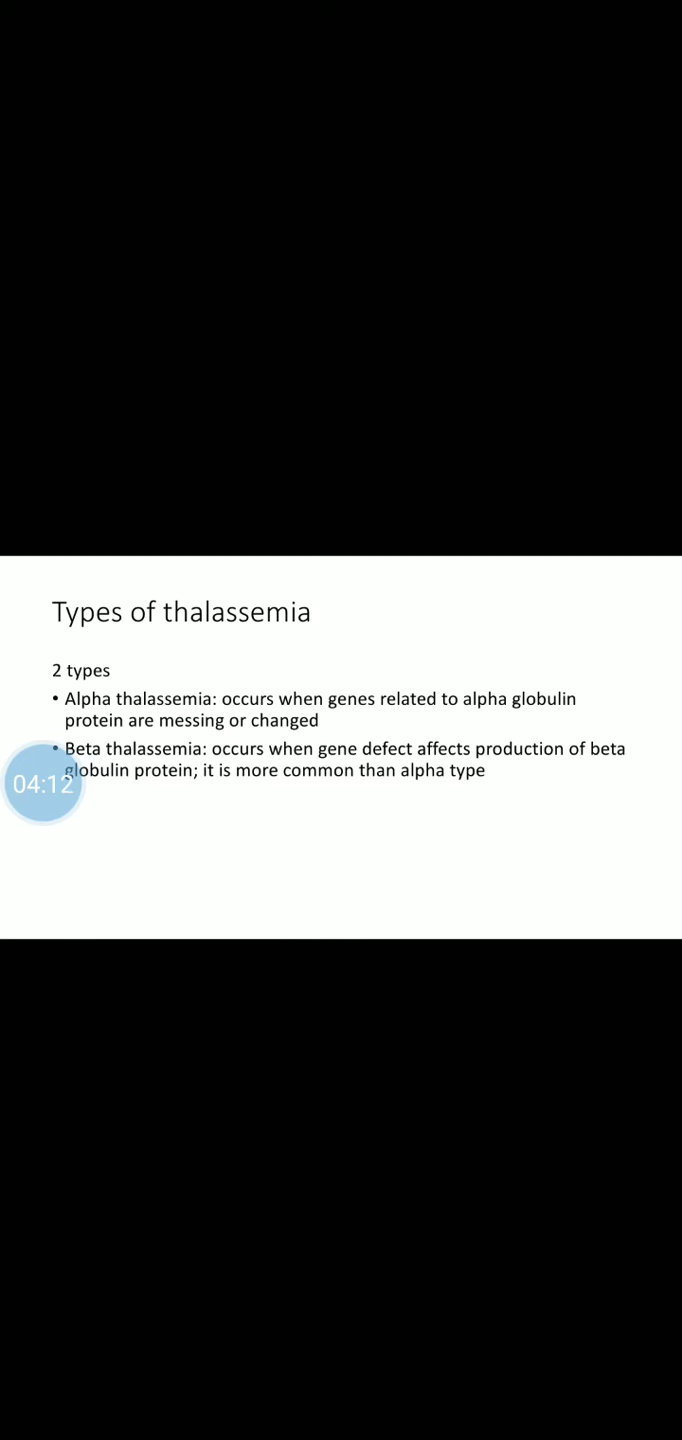 Types of thalassemia
2 types
• Alpha thalassemia: occurs when genes related to alpha globulin
protein are messing or changed
• Beta thalassemia: occurs when gene defect affects production of beta
globulin protein; it is more common than alpha type
04:12